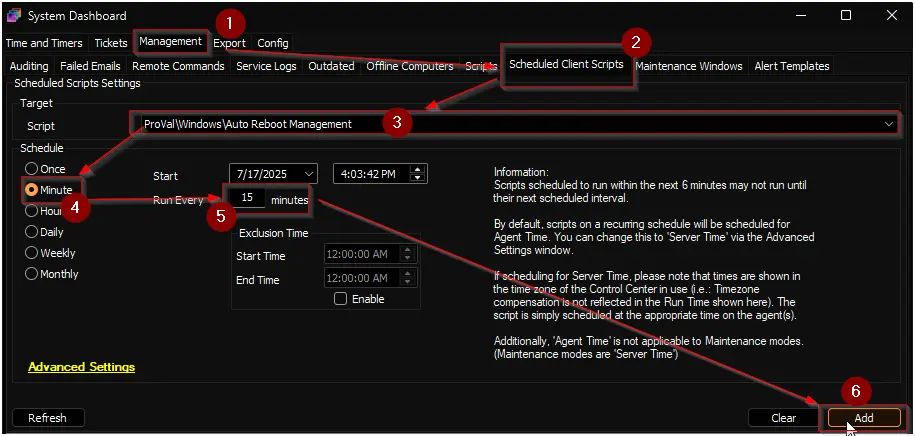 System Dashboard
1
Time and Timers Tickets Management Export Config
2
Auditing Failed Emails Remote Commands Service Logs Outdated Offline Computers Scripts Scheduled Client Scripts Maintenance Windows Alert Templates
Scheduled Scripts Settings
Target
Script ProVal\Windows\Auto Reboot Management 3
Schedule
Once
Minute
Hour
Daily
Weekly
Monthly
4
Start 7/17/2025 4:03:42 PM
Run Every 15 minutes
5
Exclusion Time
Start Time 12:00:00 AM
End Time 12:00:00 AM
Enable
Information:
Scripts scheduled to run within the next 6 minutes may not run until
their next scheduled interval.
By default, scripts on a recurring schedule will be scheduled for
Agent Time. You can change this to 'Server Time' via the Advanced
Settings window.
If scheduling for Server Time, please note that times are shown in
the time zone of the Control Center in use (i.e.: Timezone
compensation is not reflected in the Run Time shown here). The
script is simply scheduled at the appropriate time on the agent(s).
Additionally, 'Agent Time' is not applicable to Maintenance modes.
(Maintenance modes are 'Server Time')
Advanced Settings
6
Refresh Clear Add